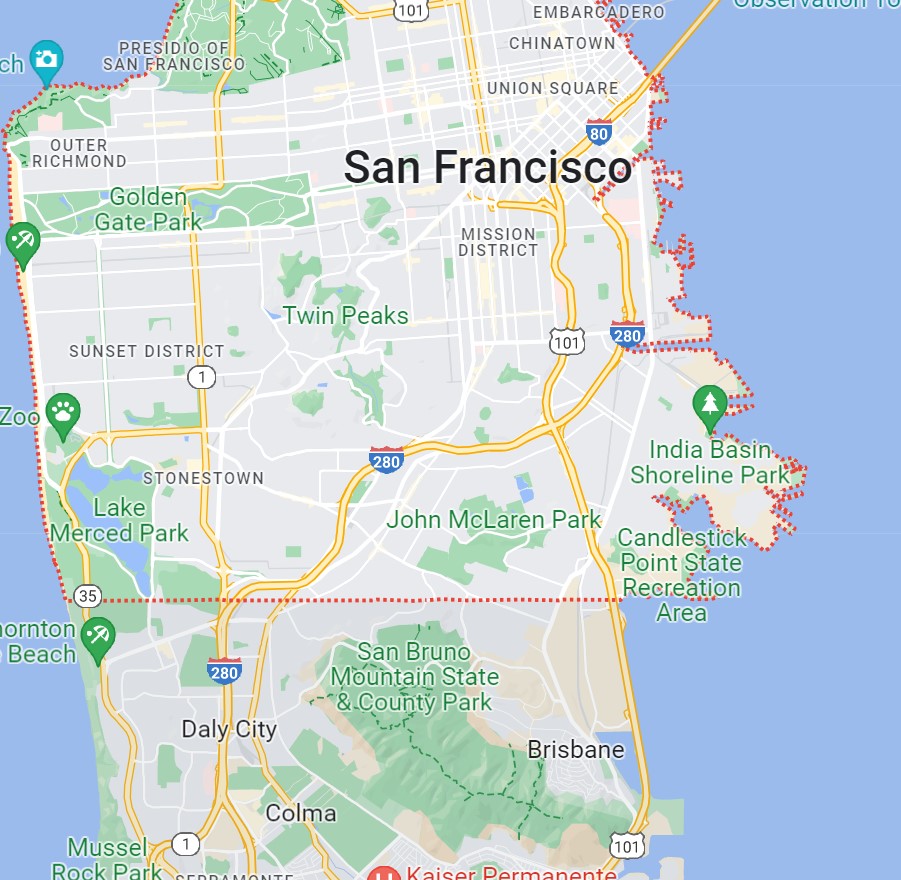 101
EMBARCADERO
CHINATOWN
PRESIDIO OF
SAN FRANCISCO
ch
UNION SQUARE
80
OUTER
RICHMOND
San Francisco
Golden
Gate Park
MISSION
DISTRICT
Twin Peaks
280
101
SUNSET DISTRICT
1
Zoo
India Basin
Shoreline Park
280
STONESTOWN
Lake
Merced Park
John McLaren Park
Candlestick
Point State
Recreation
Area
35
hornton
Beach
San Bruno
Mountain State
& County Park
280
Daly City
Brisbane
Colma
1
101
Mussel
Rock Park
SERRAMONTE
Kaiser Permanente